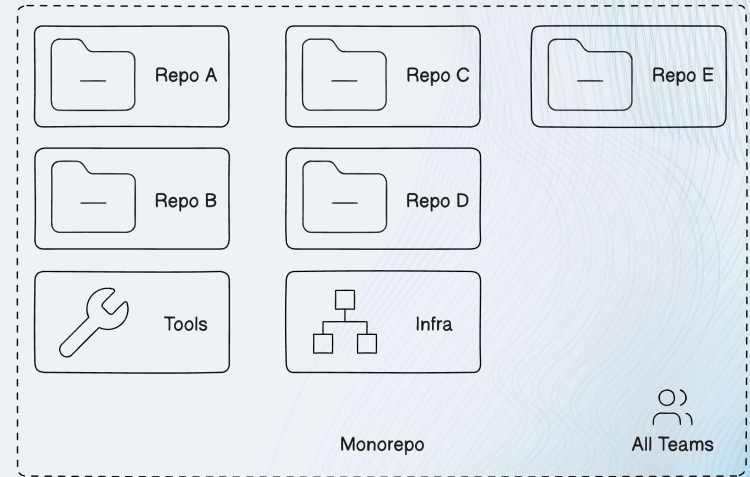 Repo A
Repo C
Repo E
Repo B
Repo D
Tools
Infra
Monorepo
All Teams